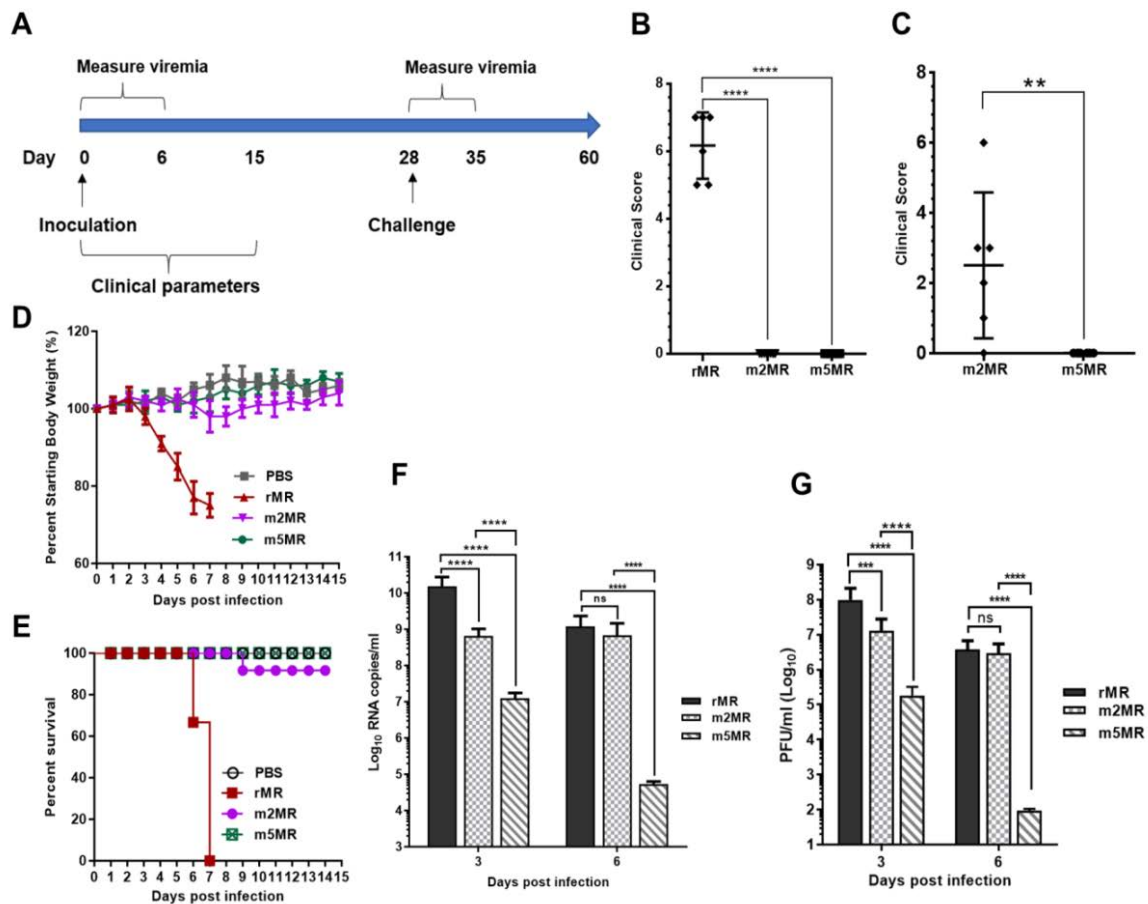 A
Measure viremia
Measure viremia
Day 0 6 15 28 35 60
Inoculation
Challenge
Clinical parameters
B
****
****
8
6
4
2
0
Clinical Score
rMR m2MR m5MR
C
**
8
6
4
2
0
Clinical Score
m2MR m5MR
D
120
100
80
60
Percent Starting Body Weight (%)
PBS
rMR
m2MR
m5MR
0 1 2 3 4 5 6 7 8 9 10 11 12 13 14 15
Days post infection
E
100
80
60
40
20
0
Percent survival
PBS
rMR
m2MR
m5MR
0 1 2 3 4 5 6 7 8 9 10 11 12 13 14 15
Days post infection
F
****
****
****
****
****
ns
11
10
9
8
7
6
5
4
3
Log10 RNA copies/ml
rMR
m2MR
m5MR
3 6
Days post infection
G
****
****
***
****
****
ns
9
8
7
6
5
4
3
2
1
PFU/ml (Log10)
rMR
m2MR
m5MR
3 6
Days post infection